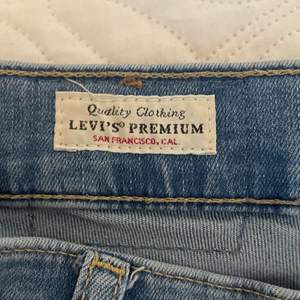 Quality Clothing
LEVI'S® PREMIUM
SAN FRANCISCO, CAL.